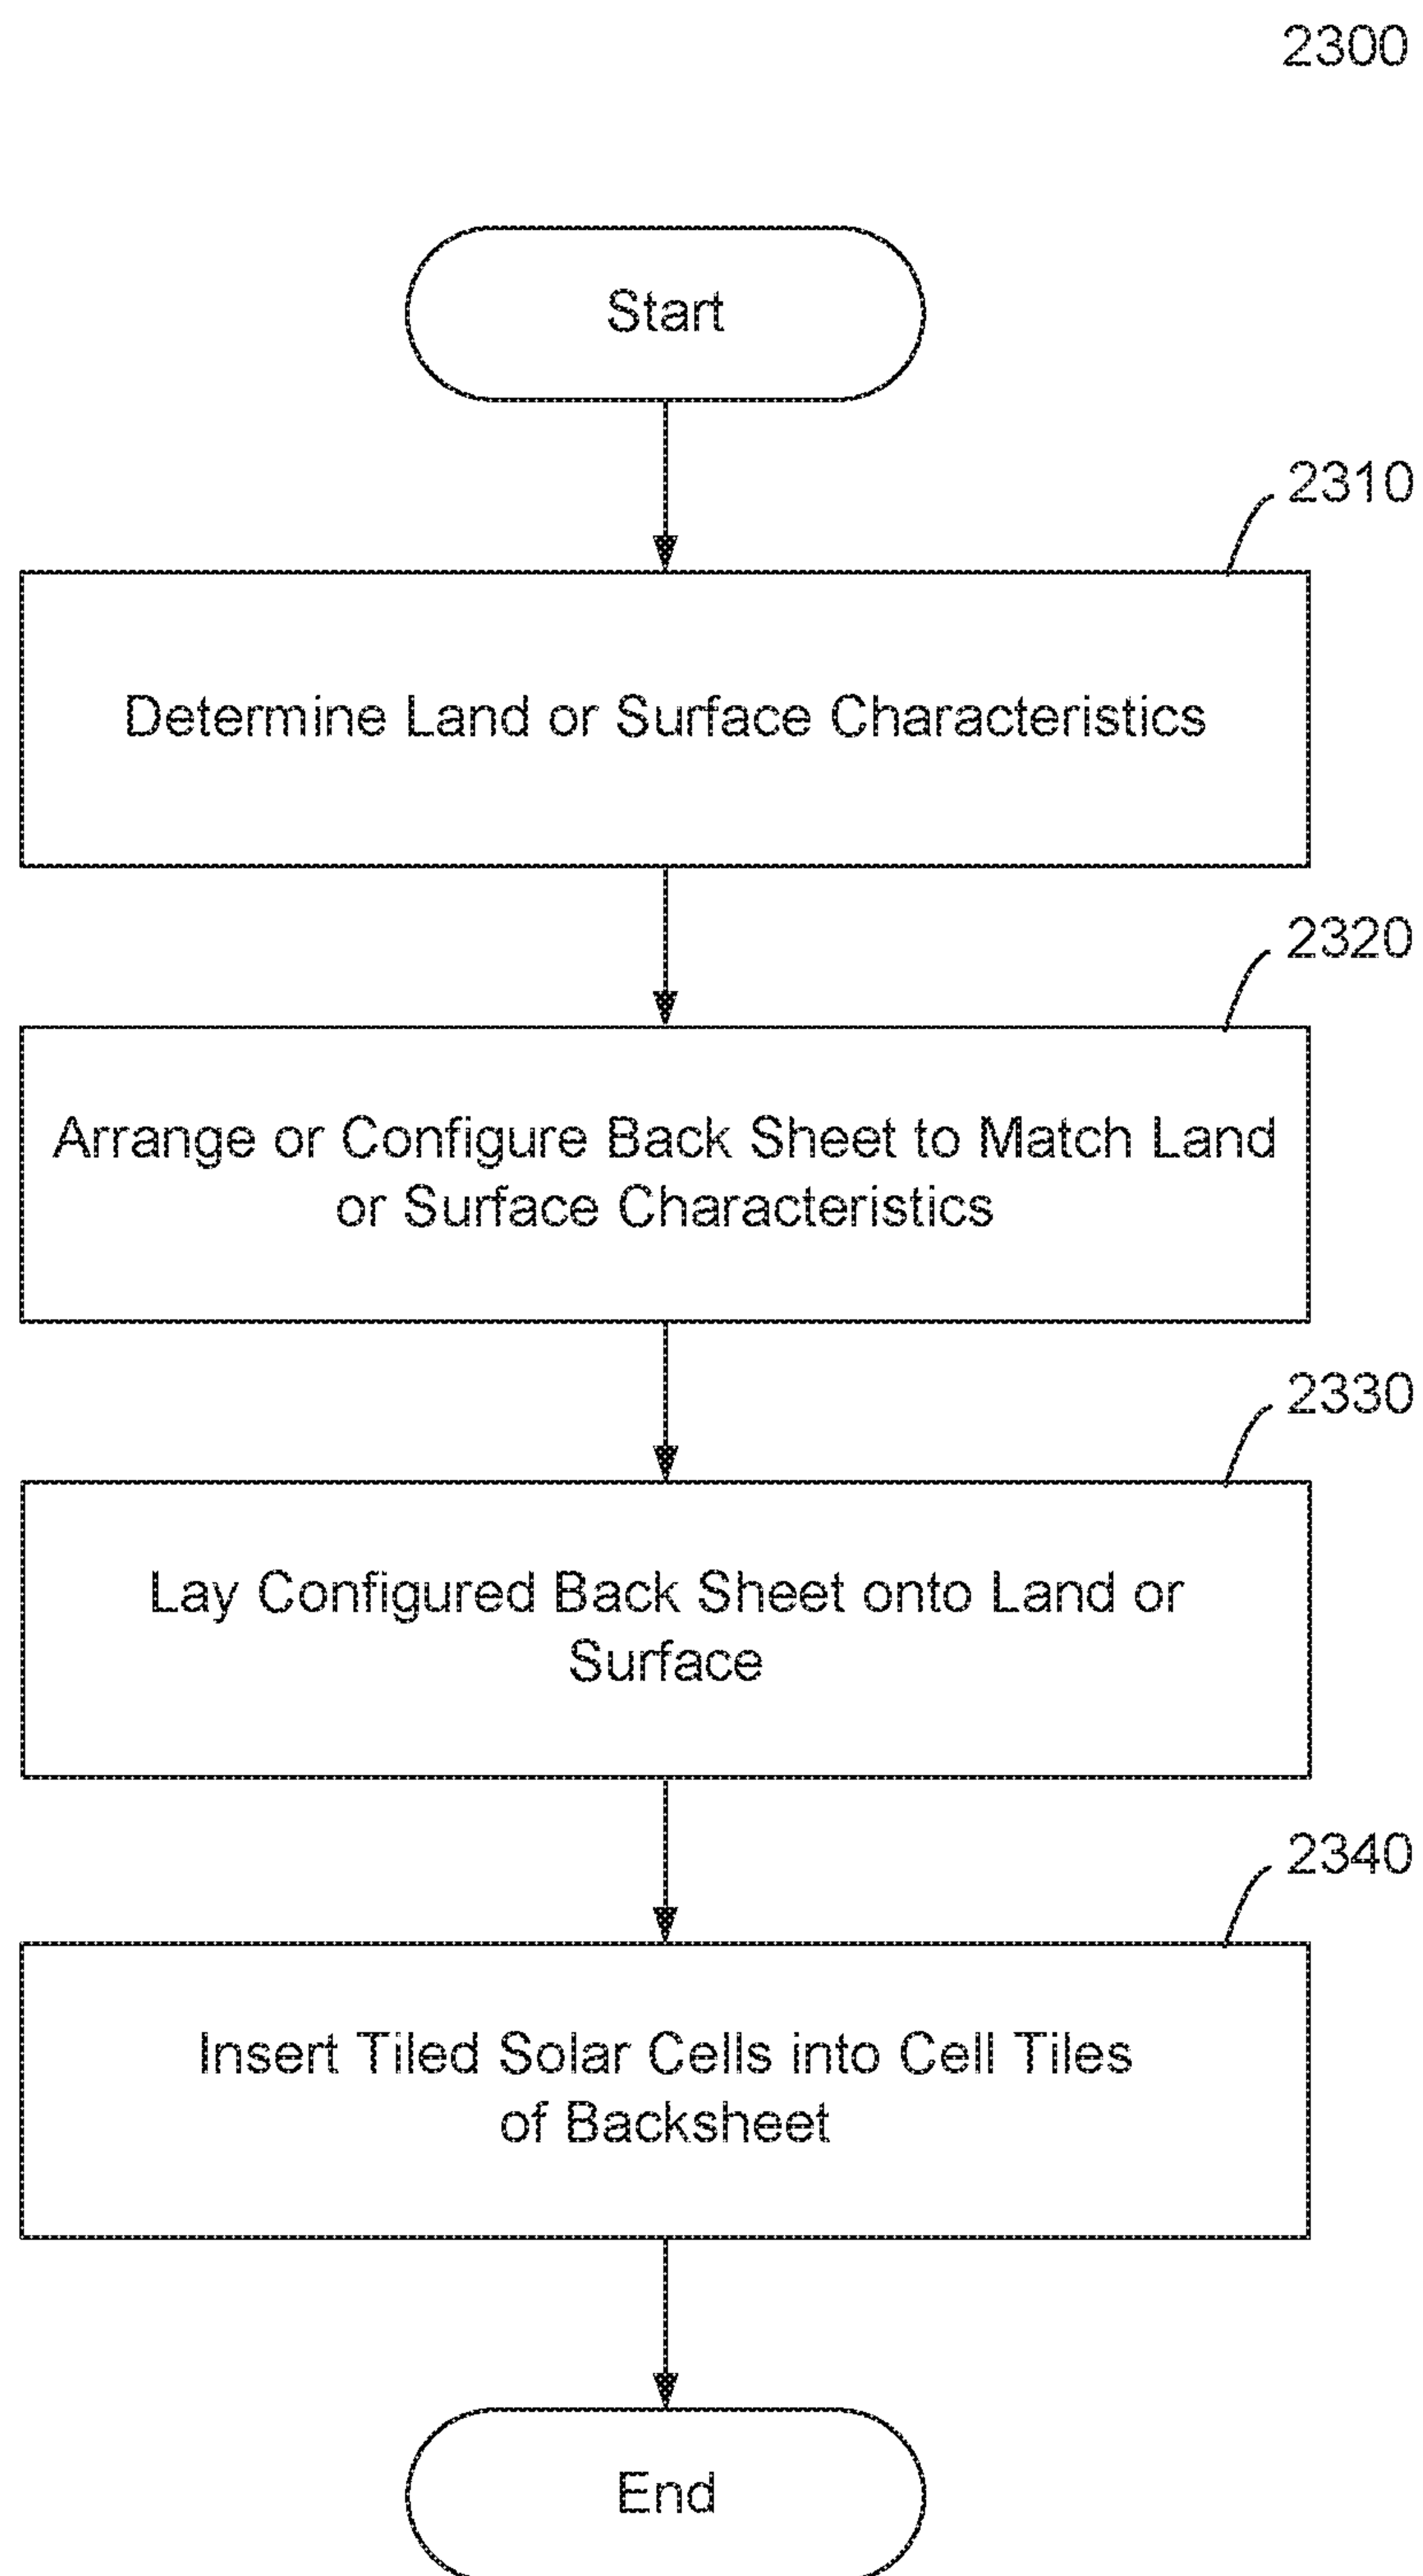 2300
Start
2310
Determine Land or Surface Characteristics
2320
Arrange or Configure Back Sheet to Match Land
or Surface Characteristics
2330
Lay Configured Back Sheet onto Land or
Surface
2340
Insert Tiled Solar Cells into Cell Tiles
of Backsheet
End